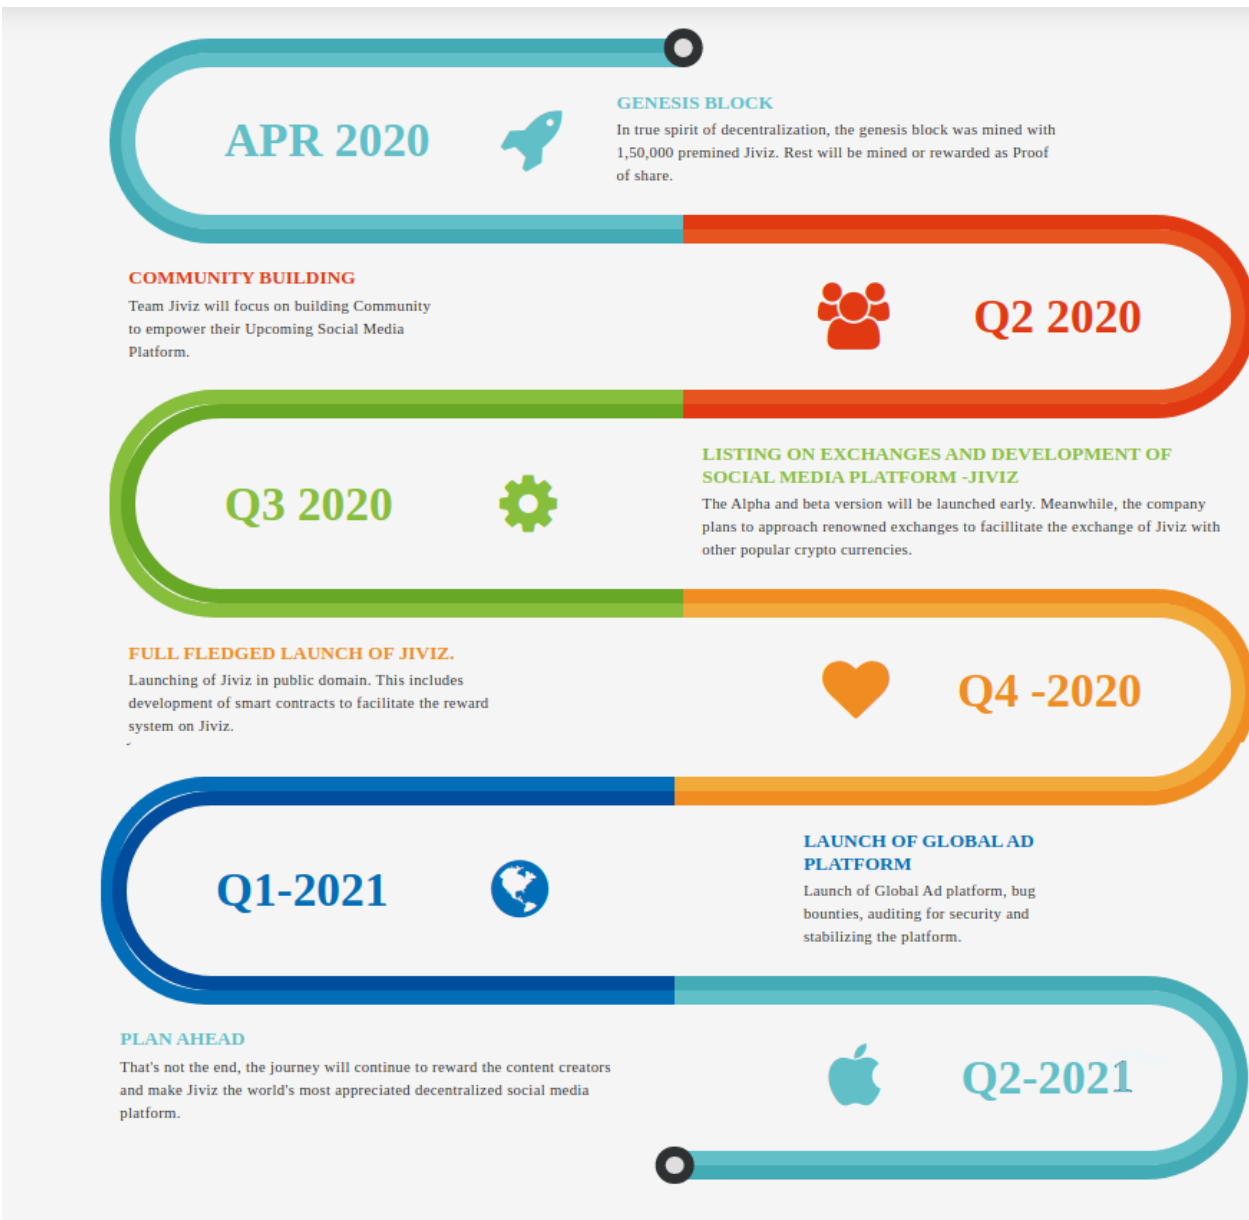 APR 2020
GENESIS BLOCK
In true spirit of decentralization, the genesis block was mined with
1,50,000 premined Jiviz. Rest will be mined or rewarded as Proof
of share.
COMMUNITY BUILDING
Team Jiviz will focus on building Community
to empower their Upcoming Social Media
Platform.
Q2 2020
Q3 2020
LISTING ON EXCHANGES AND DEVELOPMENT OF
SOCIAL MEDIA PLATFORM -JIVIZ
The Alpha and beta version will be launched early. Meanwhile, the company
plans to approach renowned exchanges to facillitate the exchange of Jiviz with
other popular crypto currencies.
FULL FLEDGED LAUNCH OF JIVIZ.
Launching of Jiviz in public domain. This includes
development of smart contracts to facilitate the reward
system on Jiviz.
Q4 -2020
Q1-2021
LAUNCH OF GLOBAL AD
PLATFORM
Launch of Global Ad platform, bug
bounties, auditing for security and
stabilizing the platform.
PLAN AHEAD
That's not the end, the journey will continue to reward the content creators
and make Jiviz the world's most appreciated decentralized social media
platform.
Q2-2021